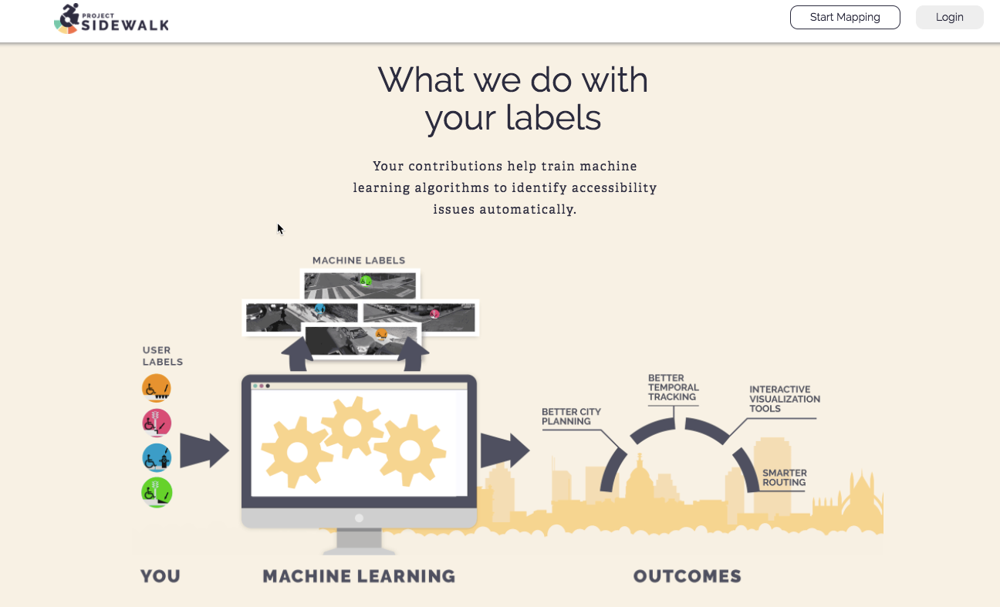 PROJECT
SIDEWALK
Start Mapping
Login
What we do with
your labels
Your contributions help train machine
learning algorithms to identify accessibility
issues automatically.
MACHINE LABELS
USER
LABELS
BETTER CITY
PLANNING
BETTER
TEMPORAL
TRACKING
INTERACTIVE
VISUALIZATION
TOOLS
SMARTER
ROUTING
YOU
MACHINE LEARNING
OUTCOMES